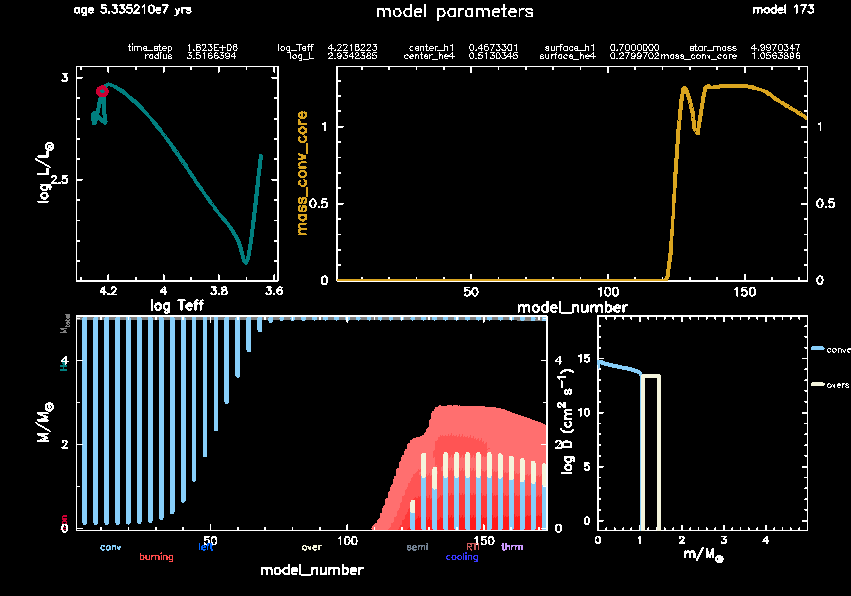 age 5.335210e7 yrs
model parameters
model 173
time_step 1.623E+06 log_Teff 4.2218223 center_h1 0.4673301 surface_h1 0.7000000 star_mass 4.9970347
radius 3.5166394 log_L 2.9342385 center_he4 0.5130345 surface_he4 0.2799702 mass_conv_core 1.0563896
3
2.5
log L/L⊙
4.2 4 3.8 3.6
log Teff
mass_conv_core
1
0.5
0
1
0.5
0
50 100 150
model_number
M/M⊙
4
2
0
4
2
0
50 100 150
conv left over semi RTI thrm
burning cooling
model_number
log D (cm² s⁻¹)
15
10
5
0
0 1 2 3 4
m/M⊙
conve
overs